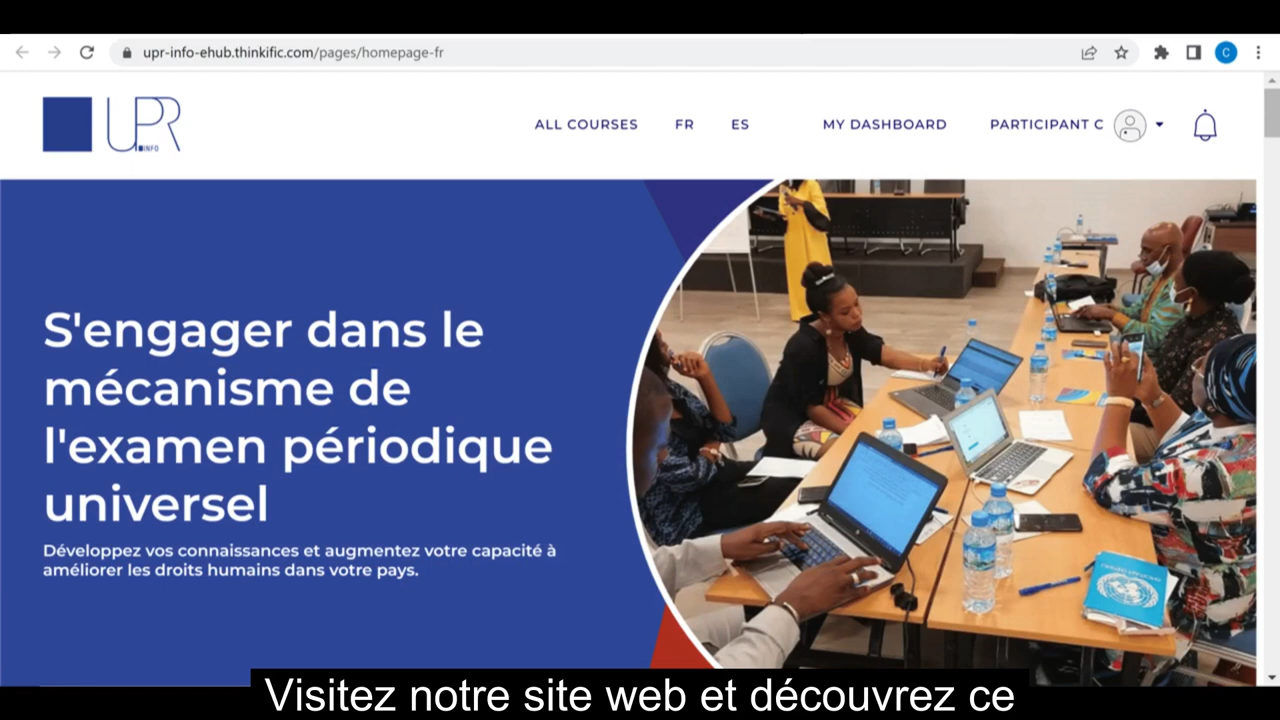 upr-info-ehub.thinkific.com/pages/homepage-fr
C
UPR
INFO
ALL COURSES
FR
ES
MY DASHBOARD
PARTICIPANT C
S'engager dans le
mécanisme de
l'examen périodique
universel
Développez vos connaissances et augmentez votre capacité à
améliorer les droits humains dans votre pays.
Visitez notre site web et découvrez ce